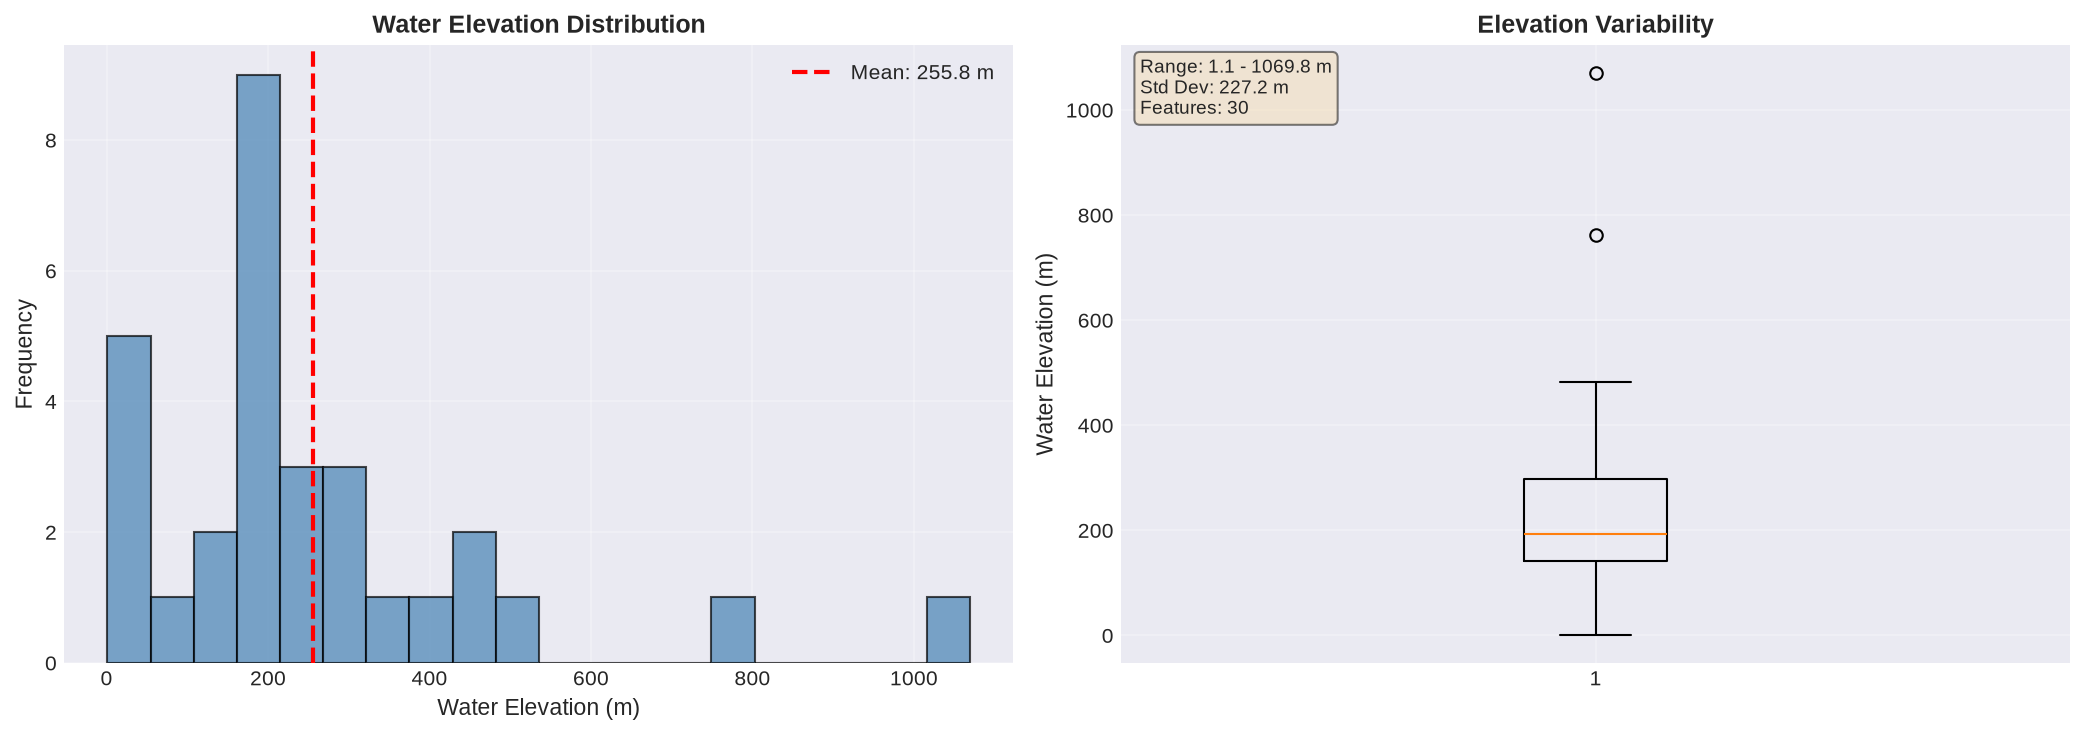 Water Elevation Distribution
Mean: 255.8 m
Frequency
8
6
4
2
0
0 200 400 600 800 1000
Water Elevation (m)
Elevation Variability
Range: 1.1 - 1069.8 m
Std Dev: 227.2 m
Features: 30
Water Elevation (m)
1000
800
600
400
200
0
1